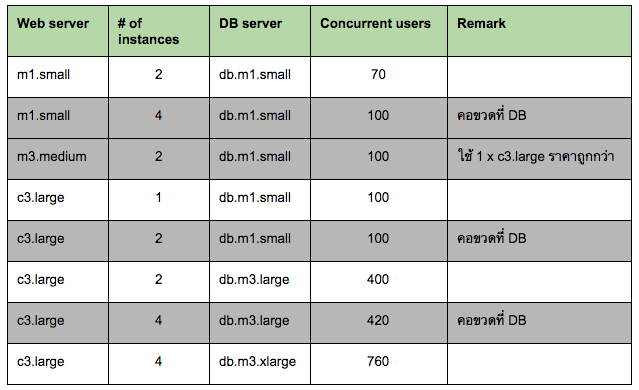 Web server # of instances DB server Concurrent users Remark
m1.small 2 db.m1.small 70
m1.small 4 db.m1.small 100 คอขวดที่ DB
m3.medium 2 db.m1.small 100 ใช้ 1 x c3.large ราคาถูกกว่า
c3.large 1 db.m1.small 100
c3.large 2 db.m1.small 100 คอขวดที่ DB
c3.large 2 db.m3.large 400
c3.large 4 db.m3.large 420 คอขวดที่ DB
c3.large 4 db.m3.xlarge 760